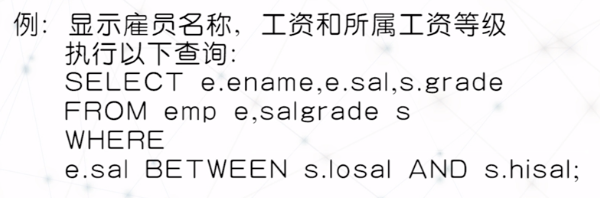 例：显示雇员名称，工资和所属工资等级
执行以下查询:
SELECT e.ename,e.sal,s.grade
FROM emp e,salgrade s
WHERE
e.sal BETWEEN s.losal AND s.hisal;